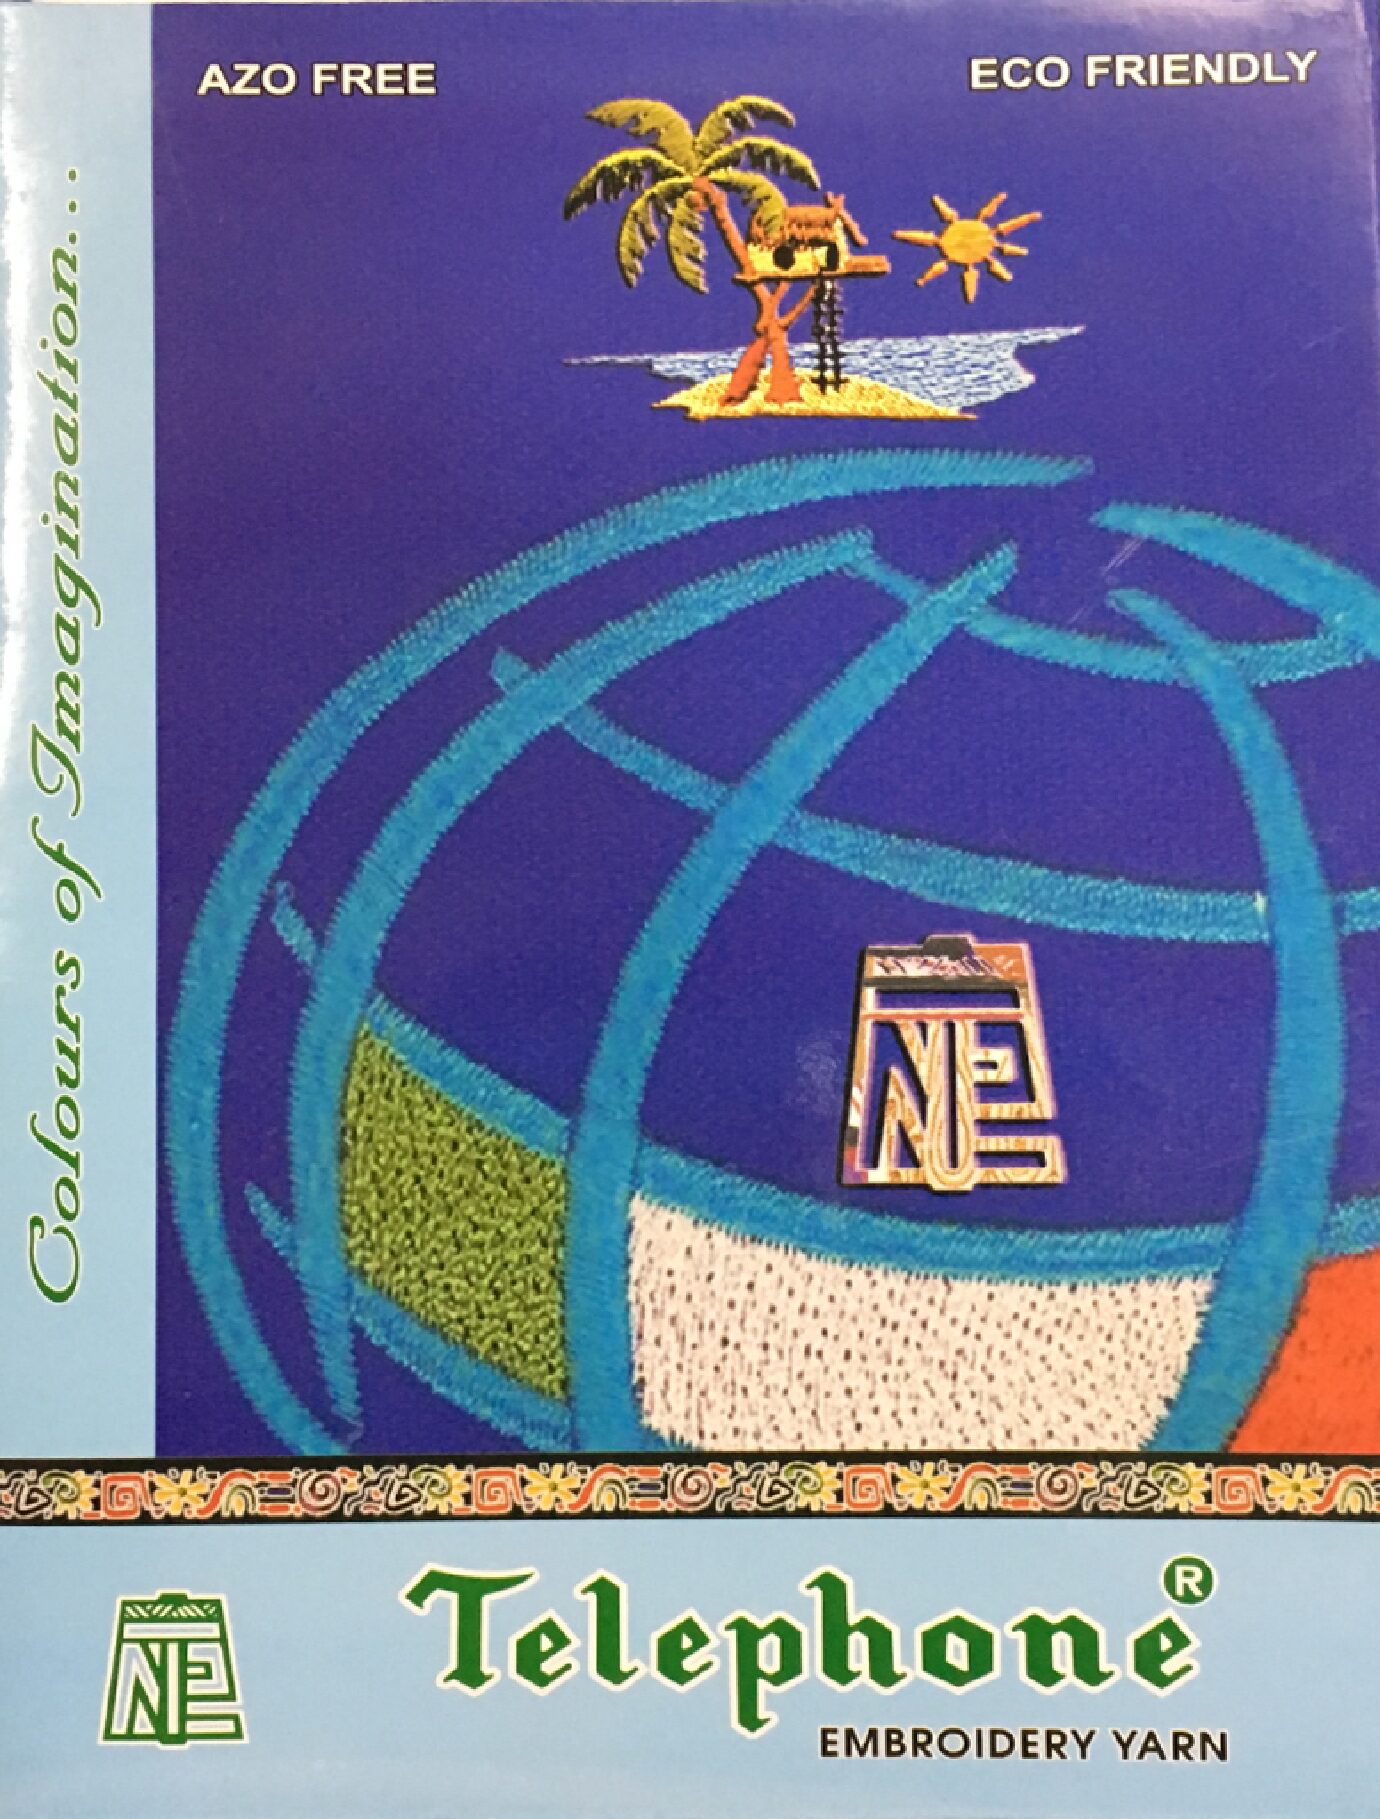 AZO FREE
ECO FRIENDLY
Colours of Imagination...
Telephone®
EMBROIDERY YARN